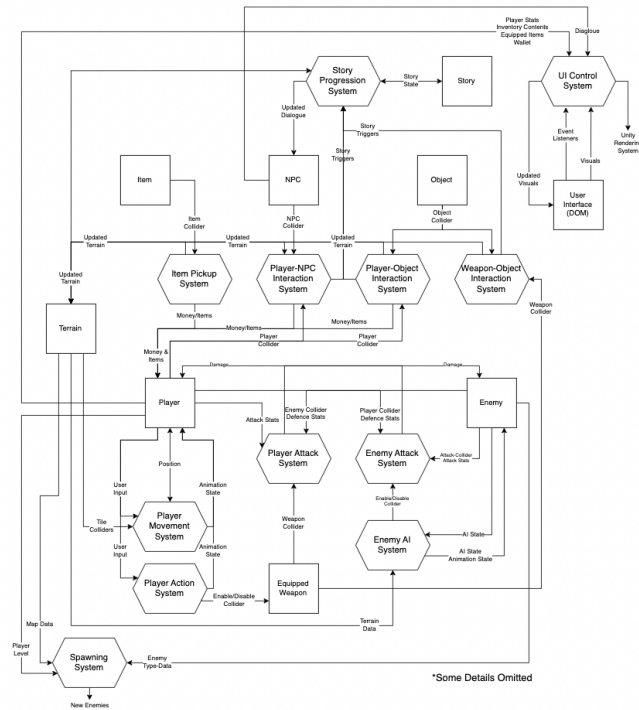 Player Stats
Inventory Contents
Equipped Items
Wallet
Diagloue
Story
Progression
System
Story
State
Story
UI Control
System
Updated
Dialogue
Story
Triggers
Event
Listeners
Unity
Renderin
System
Visuals
Story
Triggers
Item
NPC
Object
Updated
Visuals
User
Interface
(DOM)
Item
Collider
NPC
Collider
Object
Collider
Updated
Terrain
Updated
Terrain
Updated
Terrain
Updated
Terrain
Item Pickup
System
Player-NPC
Interaction
System
Player-Object
Interaction
System
Weapon-Object
Interaction
System
Weapon
Collider
Terrain
Money/Items
Money/Items
Money/Items
Player
Collider
Player
Collider
Money &
Items
Damage
Damage
Player
Enemy
Attack Stats
Enemy Collider
Defence Stats
Player Collider
Defence Stats
Player Attack
System
Enemy Attack
System
Attack-Collider
Attack Stats
Position
User
Input
Animation
State
Enable/Disable
Collider
Tile
Colliders
Player
Movement
System
Weapon
Collider
Enemy AI
System
AI State
AI State
Animation State
User
Input
Animation
State
Player Action
System
Enable/Disable
Collider
Equipped
Weapon
Map Data
Terrain
Data
Player
Level
Spawning
System
Enemy
Type-Data
*Some Details Omitted
New Enemies